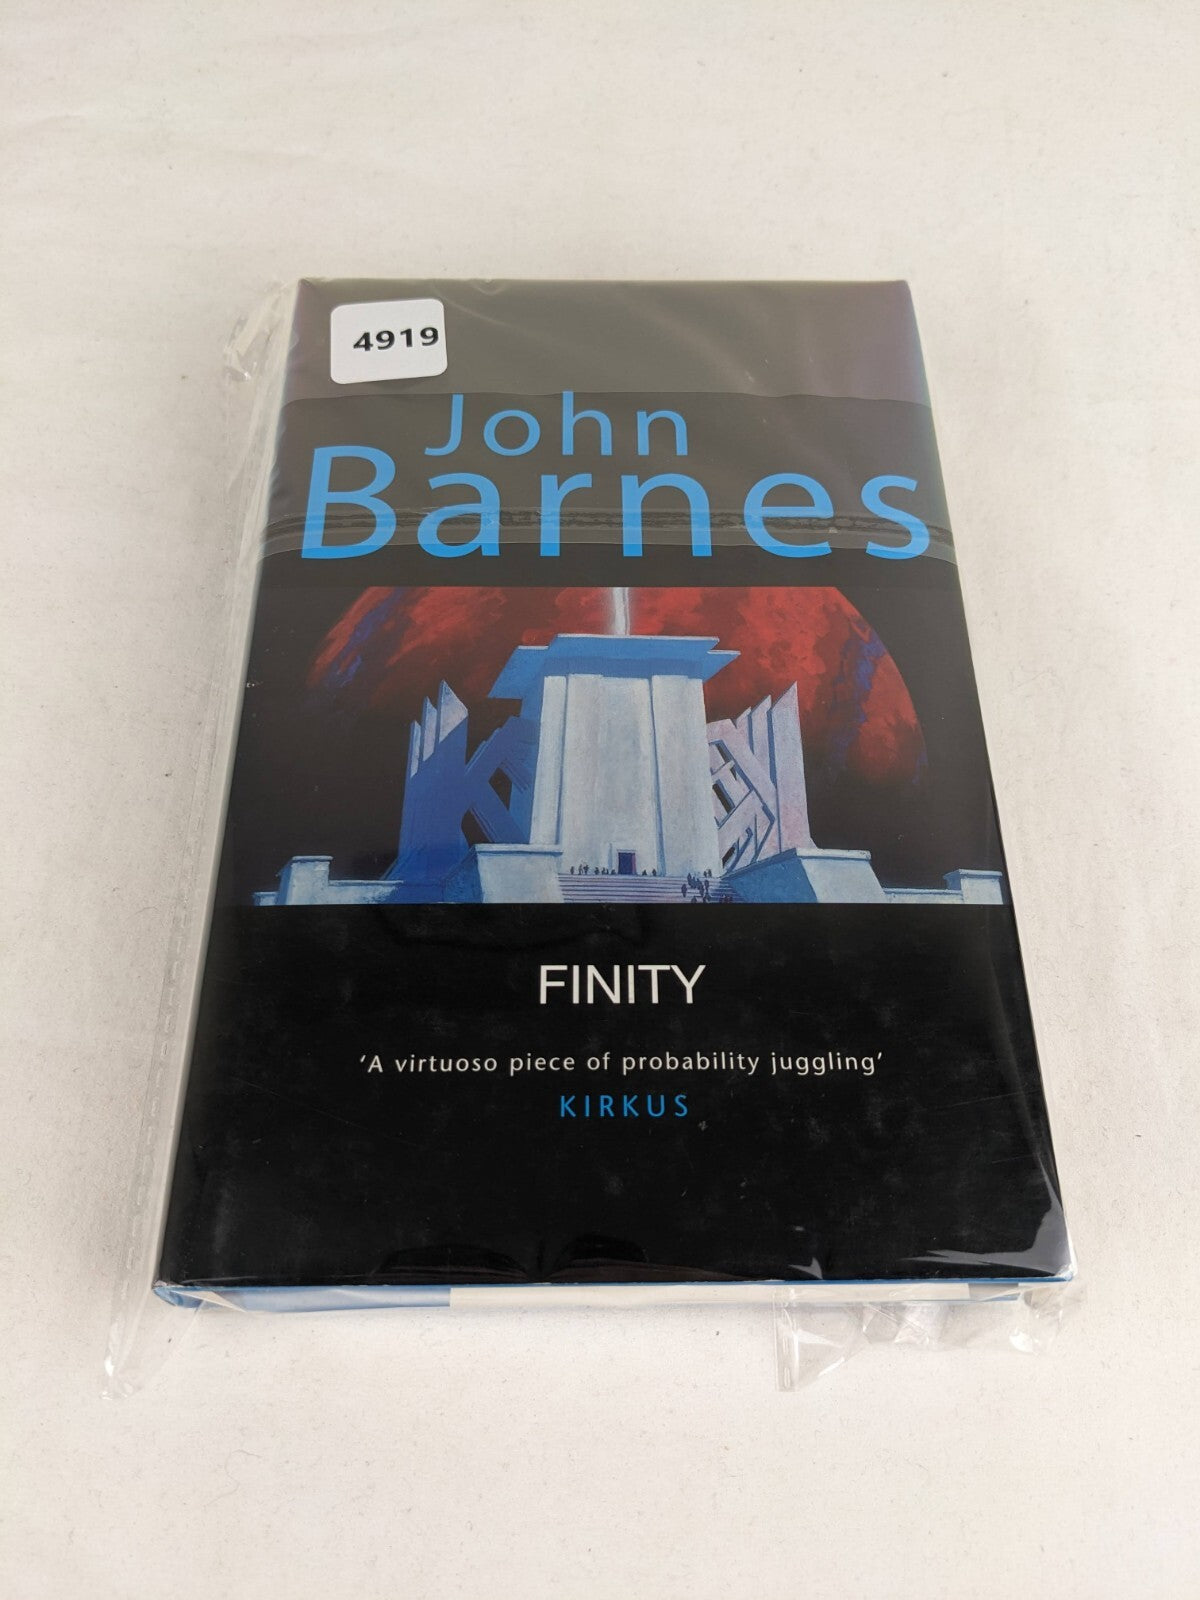 4919
John
Barnes
FINITY
‘A virtuoso piece of probability juggling’
KIRKUS